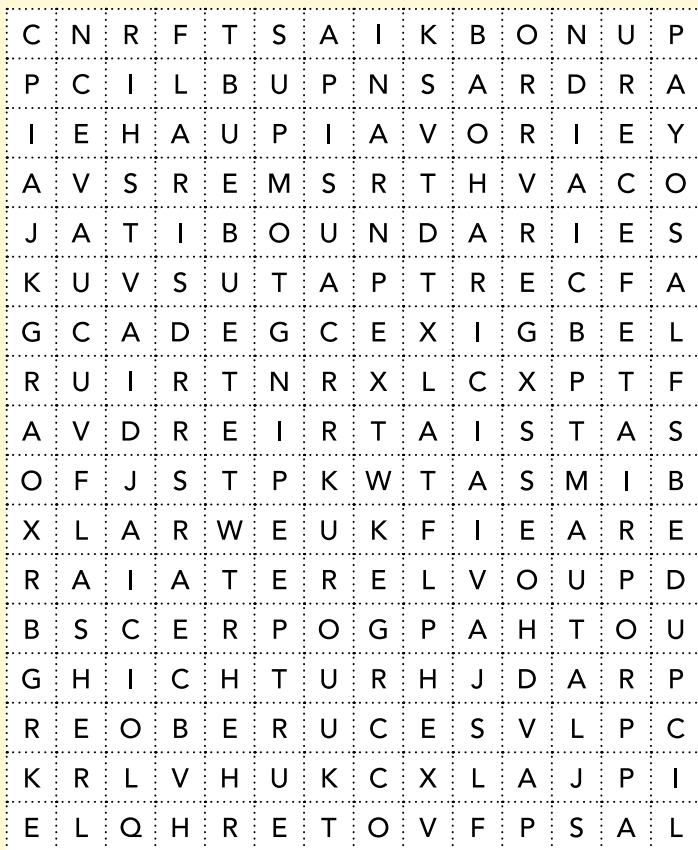 C N R F T S A I K B O N U P
P C I L B U P N S A R D R A
I E H A U P I A V O R I E Y
A V S R E M S R T H V A C O
J A T I B O U N D A R I E S
K U V S U T A P T R E C F A
G C A D E G C E X I G B E L
R U I R T N R X L C X P T F
A V D R E I R T A I S T A S
O F J S T P K W T A S M I B
X L A R W E U K F I E A R E
R A I A T E R E L V O U P D
B S C E R P O G P A H T O U
G H I C H T U R H J D A R P
R E O B E R U C E S V L P C
K R L V H U K C X L A J P I
E L Q H R E T O V F P S A L